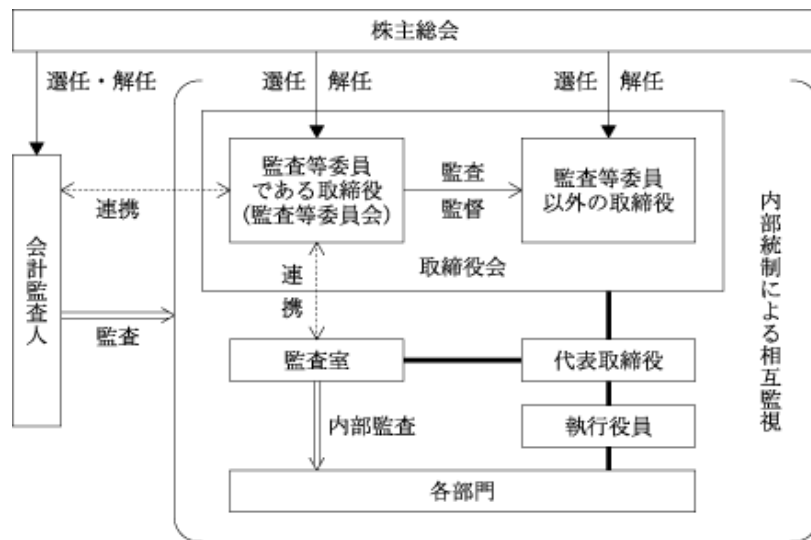 株主総会
選任・解任
選任 解任
選任 解任
監査等委員
である取締役
(監査等委員会)
監査
監督
監査等委員
以外の取締役
連携
取締役会
連携
会計監査人
監査
監査室
代表取締役
内部監査
執行役員
各部門
内部統制による相互監視